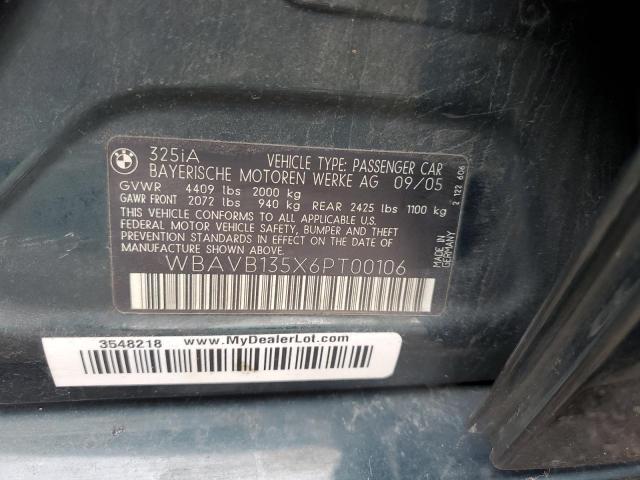 325iA VEHICLE TYPE: PASSENGER CAR
BAYERISCHE MOTOREN WERKE AG 09/05
GVWR 4409 lbs 2000 kg
GAWR FRONT 2072 lbs 940 kg REAR 2425 lbs 1100 kg
THIS VEHICLE CONFORMS TO ALL APPLICABLE U.S.
FEDERAL MOTOR VEHICLE SAFETY, BUMPER AND THEFT
PREVENTION STANDARDS IN EFFECT ON THE DATE OF
MANUFACTURE SHOWN ABOVE.
WBAVB135X6PT00106
MADE IN
GERMANY
2 122 606
3548218 www.MyDealerLot.com